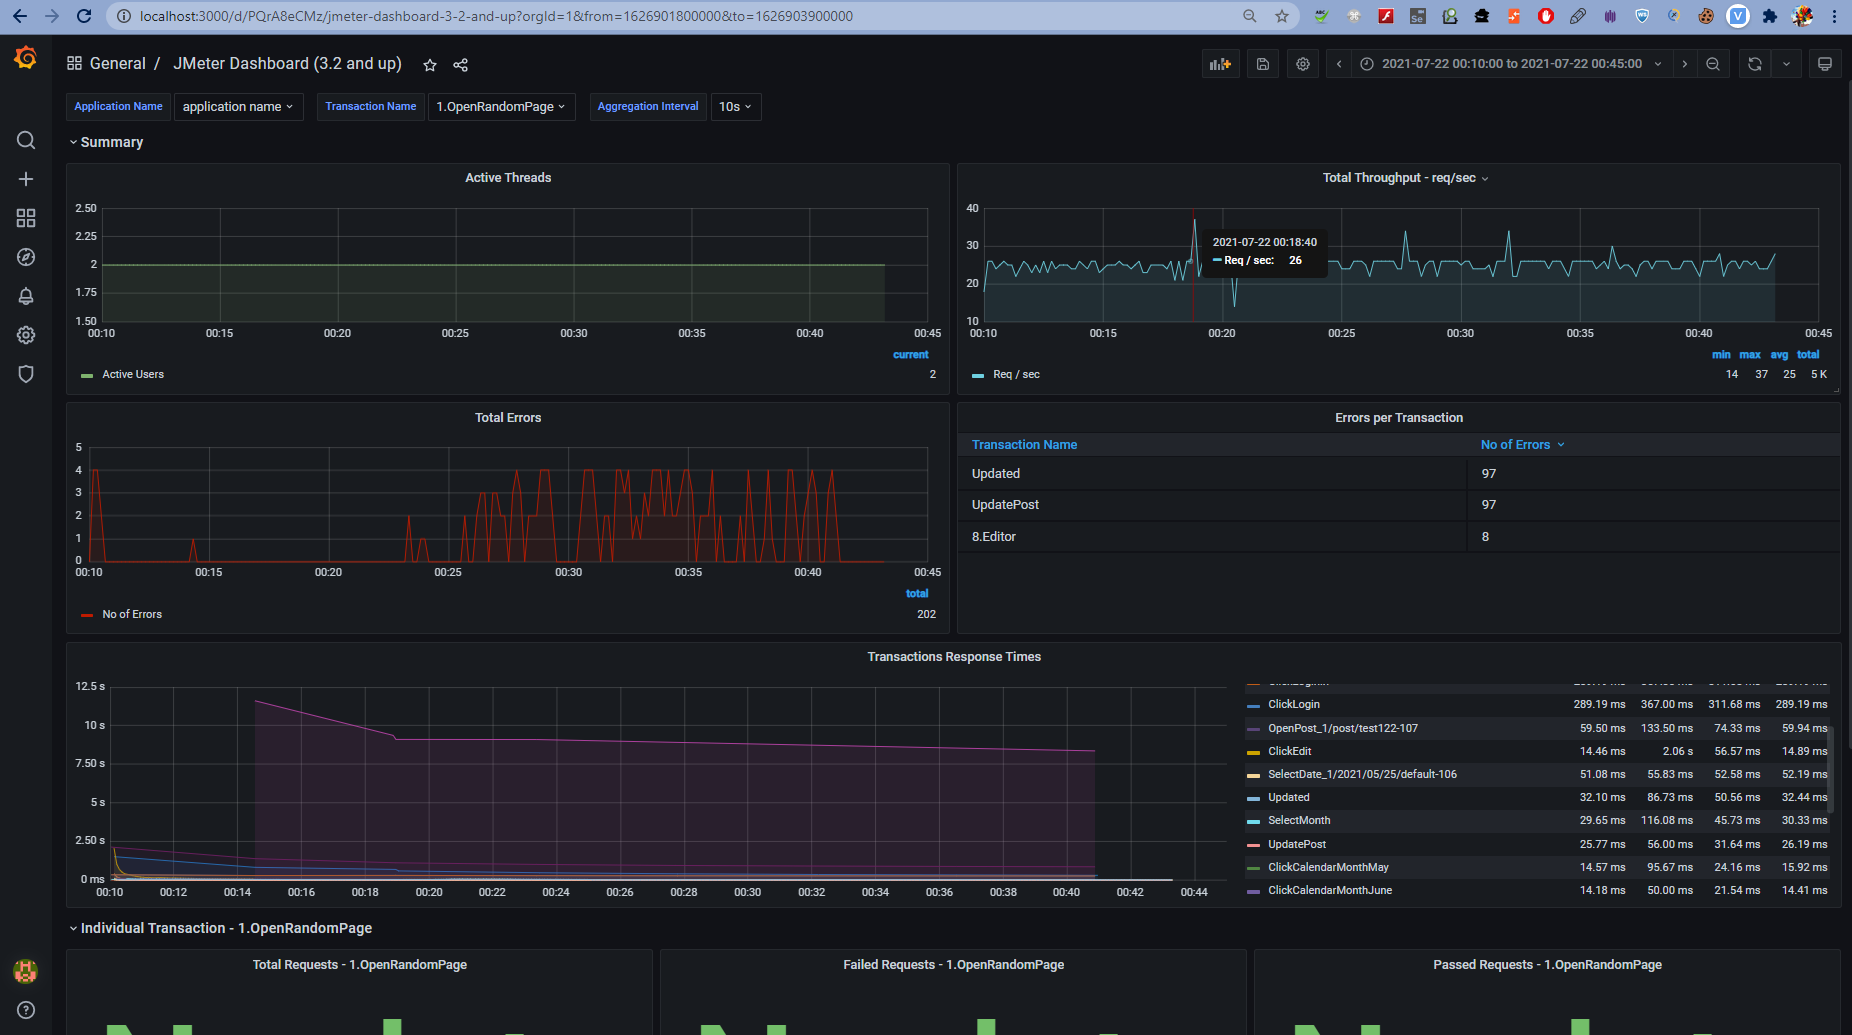 localhost:3000/d/PQrA8eCMz/jmeter-dashboard-3-2-and-up?orgId=1&from=1626901800000&to=1626903900000
General / JMeter Dashboard (3.2 and up)
2021-07-22 00:10:00 to 2021-07-22 00:45:00
Application Name application name Transaction Name 1.OpenRandomPage Aggregation Interval 10s
Summary
Active Threads
2.50
2.25
2
1.75
1.50
00:10 00:15 00:20 00:25 00:30 00:35 00:40 00:45
current
Active Users 2
Total Throughput - req/sec
40
30
20
10
2021-07-22 00:18:40
Req / sec: 26
00:10 00:15 00:20 00:25 00:30 00:35 00:40 00:45
min max avg total
Req / sec 14 37 25 5 K
Total Errors
5
4
3
2
1
0
00:10 00:15 00:20 00:25 00:30 00:35 00:40 00:45
total
No of Errors 202
Errors per Transaction
Transaction Name No of Errors
Updated 97
UpdatePost 97
8.Editor 8
Transactions Response Times
12.5 s
10 s
7.50 s
5 s
2.50 s
0 ms
00:10 00:12 00:14 00:16 00:18 00:20 00:22 00:24 00:26 00:28 00:30 00:32 00:34 00:36 00:38 00:40 00:42 00:44
ClickLogin 289.19 ms 367.00 ms 311.68 ms 289.19 ms
OpenPost_1/post/test122-107 59.50 ms 133.50 ms 74.33 ms 59.94 ms
ClickEdit 14.46 ms 2.06 s 56.57 ms 14.89 ms
SelectDate_1/2021/05/25/default-106 51.08 ms 55.83 ms 52.58 ms 52.19 ms
Updated 32.10 ms 86.73 ms 50.56 ms 32.44 ms
SelectMonth 29.65 ms 116.08 ms 45.73 ms 30.33 ms
UpdatePost 25.77 ms 56.00 ms 31.64 ms 26.19 ms
ClickCalendarMonthMay 14.57 ms 95.67 ms 24.16 ms 15.92 ms
ClickCalendarMonthJune 14.18 ms 50.00 ms 21.54 ms 14.41 ms
Individual Transaction - 1.OpenRandomPage
Total Requests - 1.OpenRandomPage
Failed Requests - 1.OpenRandomPage
Passed Requests - 1.OpenRandomPage